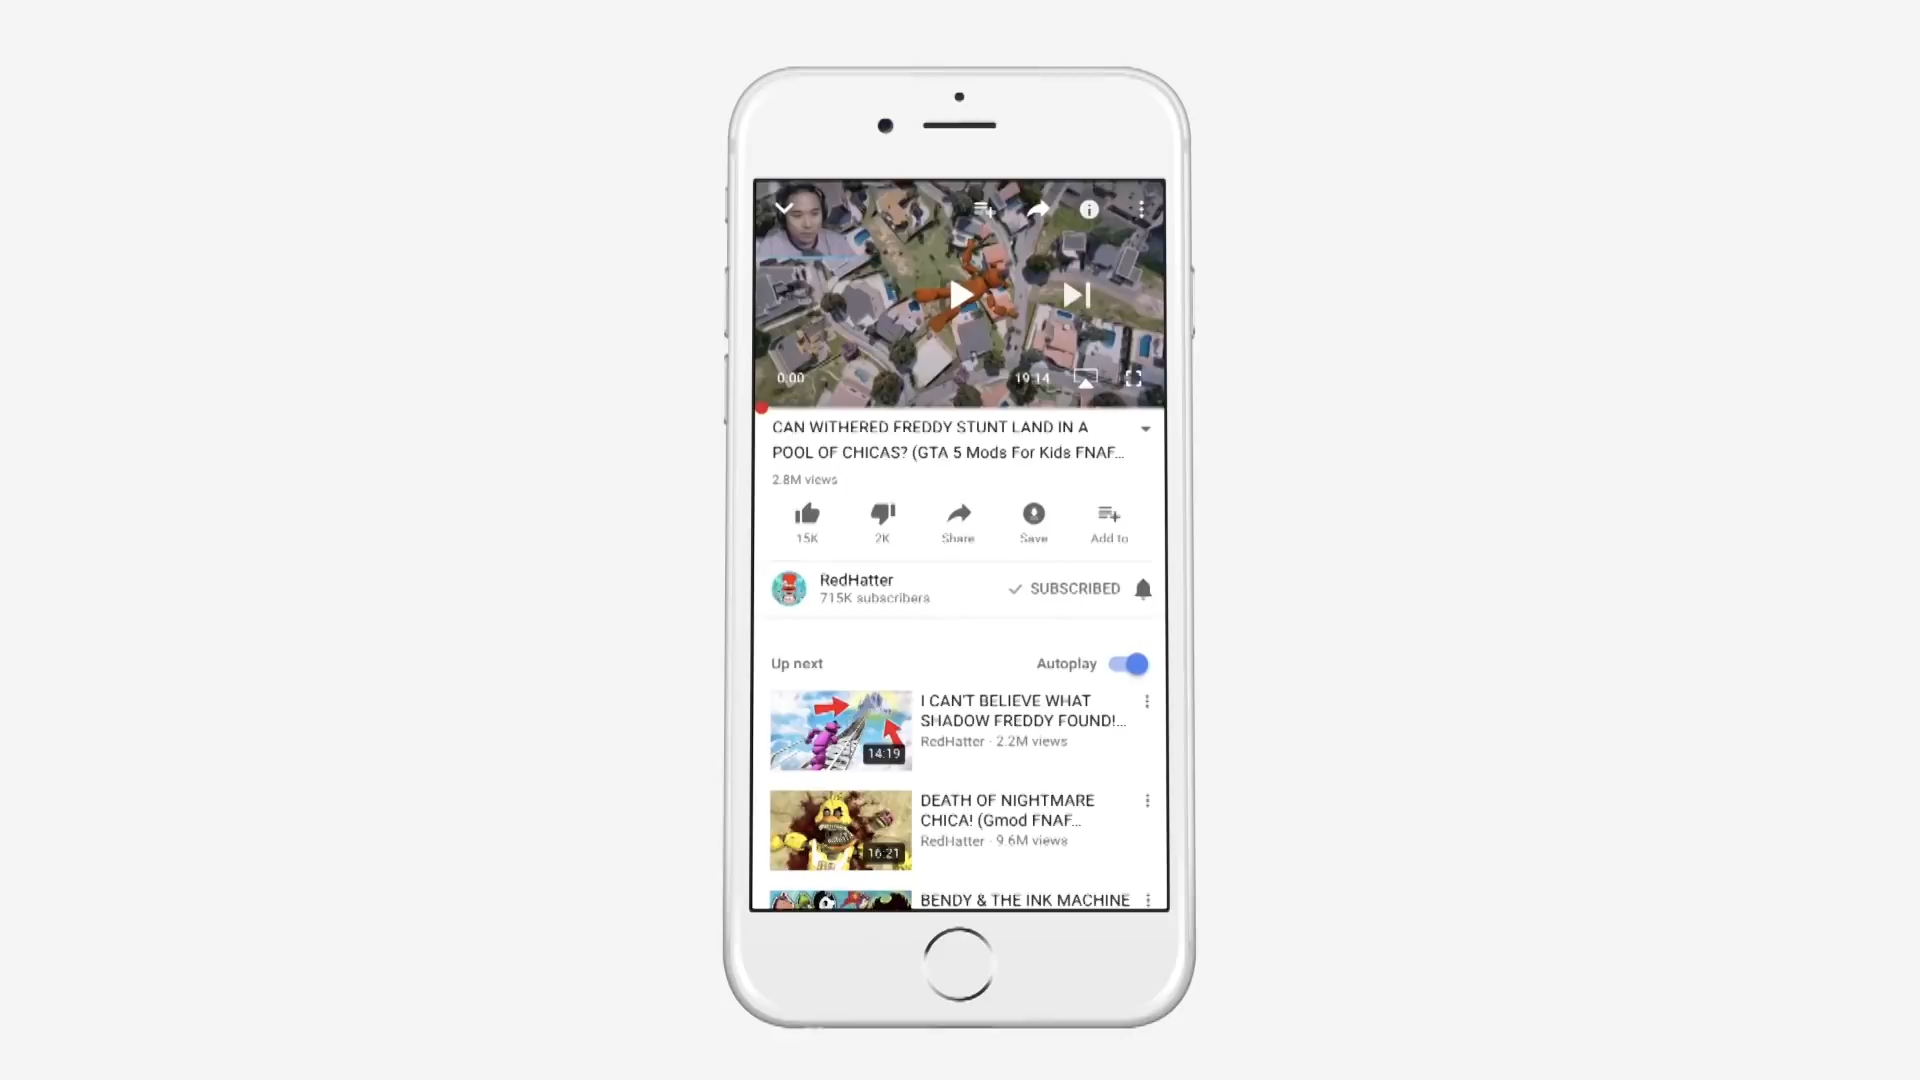 0:00
19:14
CAN WITHERED FREDDY STUNT LAND IN A
POOL OF CHICAS? (GTA 5 Mods For Kids FNAF...
2.8M views
15K
2K
Share
Save
Add to
RedHatter
715K subscribers
SUBSCRIBED
Up next
Autoplay
I CAN'T BELIEVE WHAT
SHADOW FREDDY FOUND!...
RedHatter · 2.2M views
14:19
DEATH OF NIGHTMARE
CHICA! (Gmod FNAF...
RedHatter · 9.6M views
16:21
BENDY & THE INK MACHINE